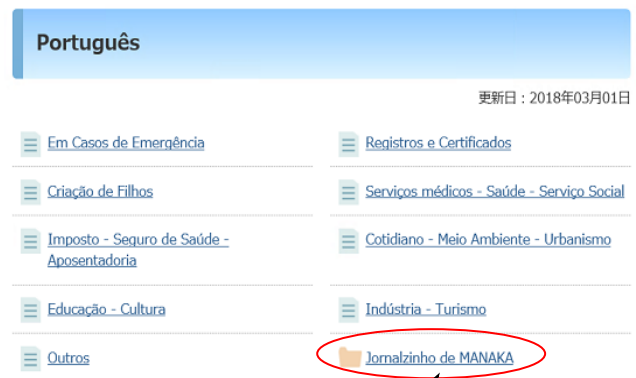 Português
更新日：2018年03月01日
Em Casos de Emergência
Registros e Certificados
Criação de Filhos
Serviços médicos - Saúde - Serviço Social
Imposto - Seguro de Saúde -
Aposentadoria
Cotidiano - Meio Ambiente - Urbanismo
Educação - Cultura
Indústria - Turismo
Outros
Jornalzinho de MANAKA